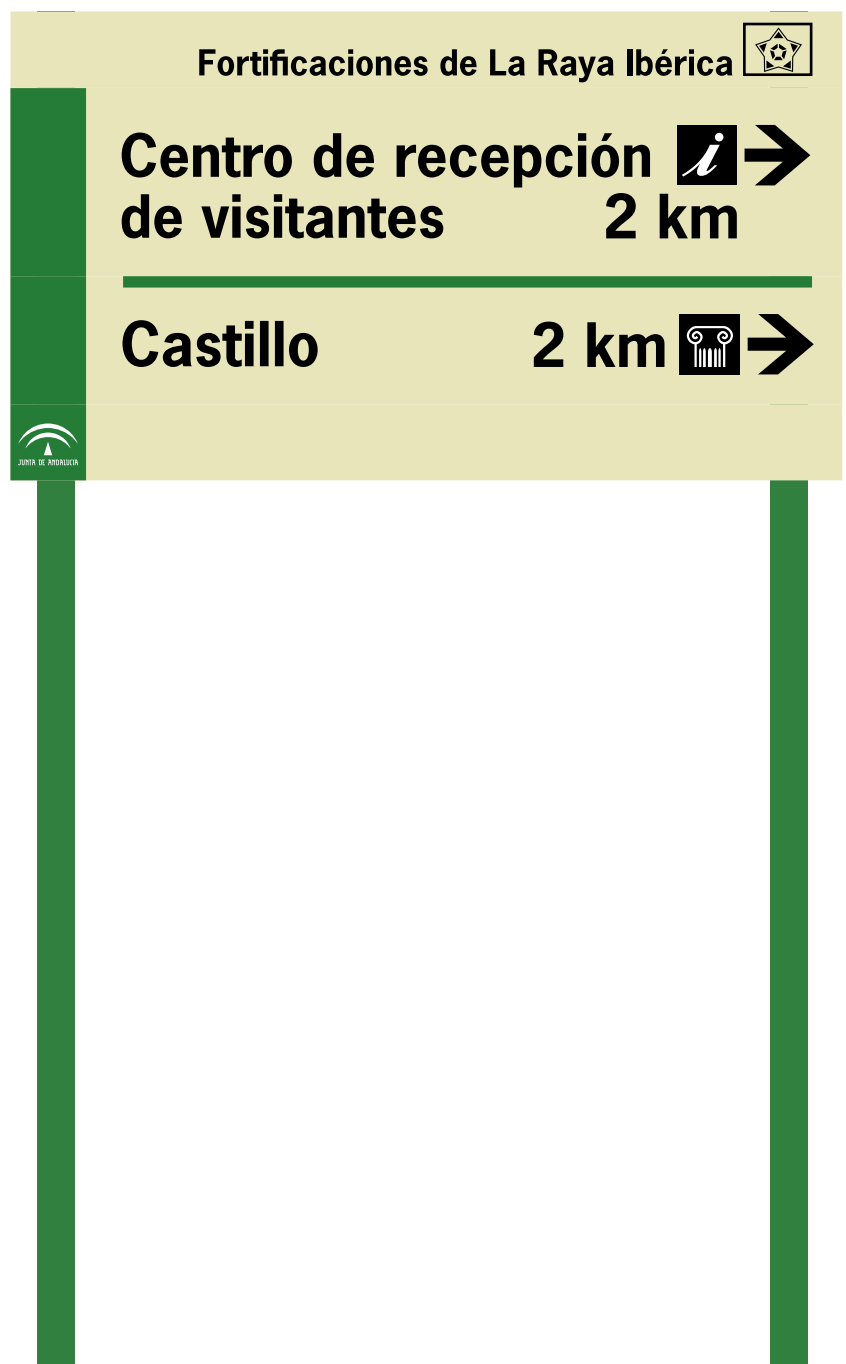 Fortificaciones de La Raya Ibérica
Centro de recepción i
de visitantes 2 km
Castillo 2 km
JUNTA DE ANDALUCIA